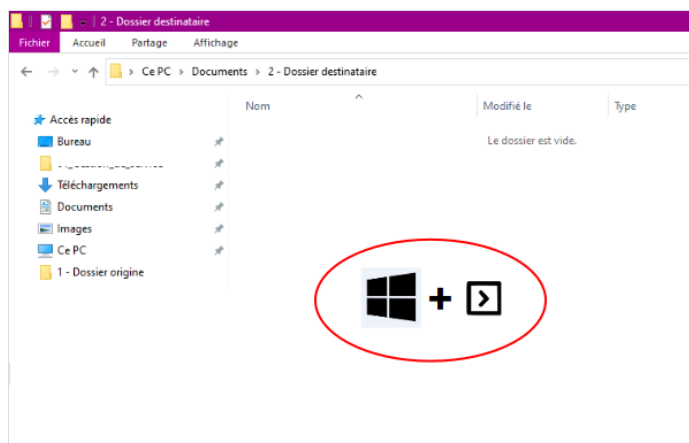 2 - Dossier destinataire
Fichier Accueil Partage Affichage
Ce PC > Documents > 2 - Dossier destinataire
Nom Modifié le Type
Accès rapide
Le dossier est vide.
Bureau
Téléchargements
Documents
Images
Ce PC
1 - Dossier origine
+